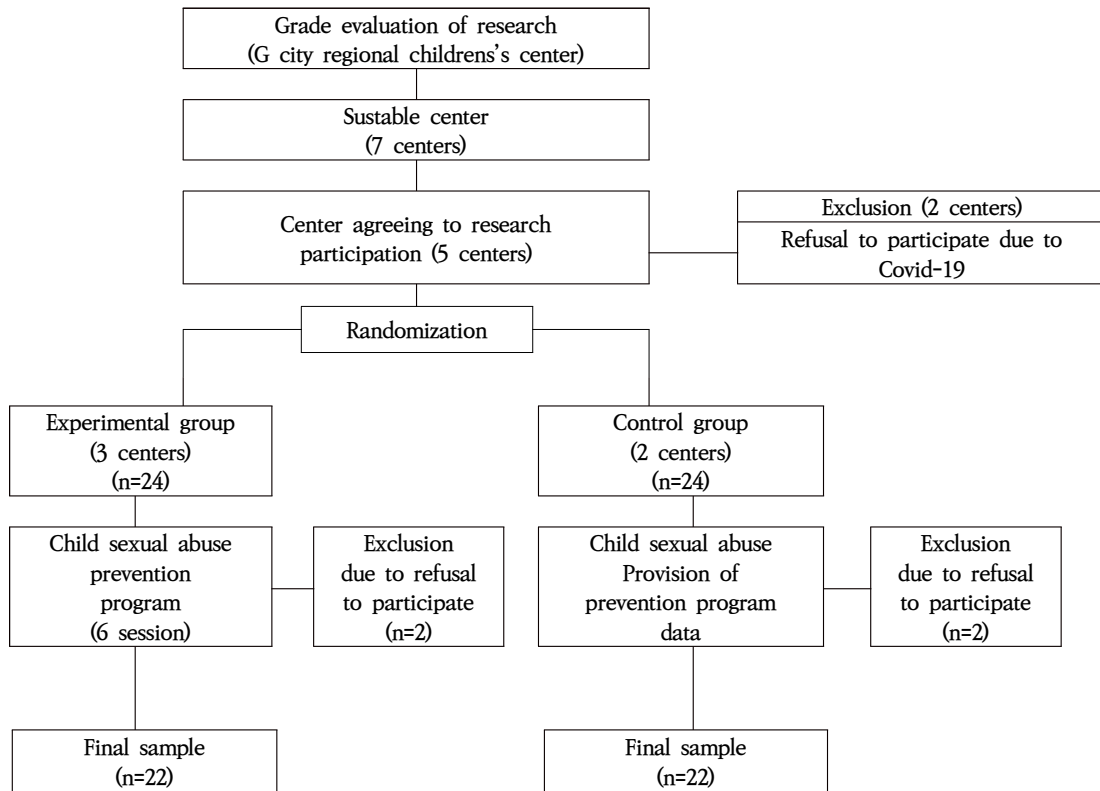 Grade evaluation of research
(G city regional childrens's center)
Sustable center
(7 centers)
Center agreeing to research
participation (5 centers)
Exclusion (2 centers)
Refusal to participate due to
Covid-19
Randomization
Experimental group
(3 centers)
(n=24)
Control group
(2 centers)
(n=24)
Child sexual abuse
prevention
program
(6 session)
Exclusion
due to refusal
to participate
(n=2)
Child sexual abuse
Provision of
prevention program
data
Exclusion
due to refusal
to participate
(n=2)
Final sample
(n=22)
Final sample
(n=22)